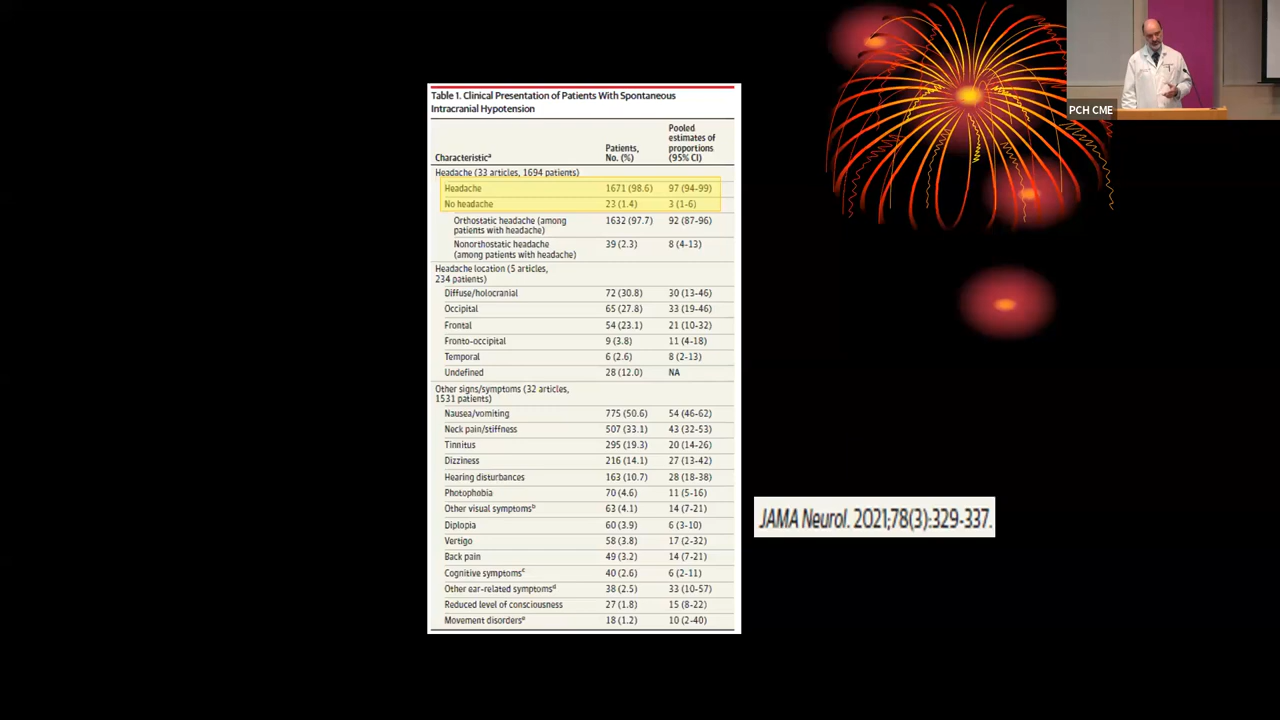 PCH CME
Table 1. Clinical Presentation of Patients With Spontaneous
Intracranial Hypotension
Characteristicᵃ Patients, No. (%) Pooled estimates of proportions (95% CI)
Headache (33 articles, 1694 patients)
Headache 1671 (98.6) 97 (94-99)
No headache 23 (1.4) 3 (1-6)
Orthostatic headache (among 1632 (97.7) 92 (87-96)
patients with headache)
Nonorthostatic headache 39 (2.3) 8 (4-13)
(among patients with headache)
Headache location (5 articles,
234 patients)
Diffuse/holocranial 72 (30.8) 30 (13-46)
Occipital 65 (27.8) 33 (19-46)
Frontal 54 (23.1) 21 (10-32)
Fronto-occipital 9 (3.8) 11 (4-18)
Temporal 6 (2.6) 8 (2-13)
Undefined 28 (12.0) NA
Other signs/symptoms (32 articles,
1531 patients)
Nausea/vomiting 775 (50.6) 54 (46-62)
Neck pain/stiffness 507 (33.1) 43 (32-53)
Tinnitus 295 (19.3) 20 (14-26)
Dizziness 216 (14.1) 27 (13-42)
Hearing disturbances 163 (10.7) 28 (18-38)
Photophobia 70 (4.6) 11 (5-16)
Other visual symptomsᵇ 63 (4.1) 14 (7-21)
Diplopia 60 (3.9) 6 (3-10)
Vertigo 58 (3.8) 17 (2-32)
Back pain 49 (3.2) 14 (7-21)
Cognitive symptomsᶜ 40 (2.6) 6 (2-11)
Other ear-related symptomsᵈ 38 (2.5) 33 (10-57)
Reduced level of consciousness 27 (1.8) 15 (8-22)
Movement disordersᵉ 18 (1.2) 10 (2-40)
JAMA Neurol. 2021;78(3):329-337.